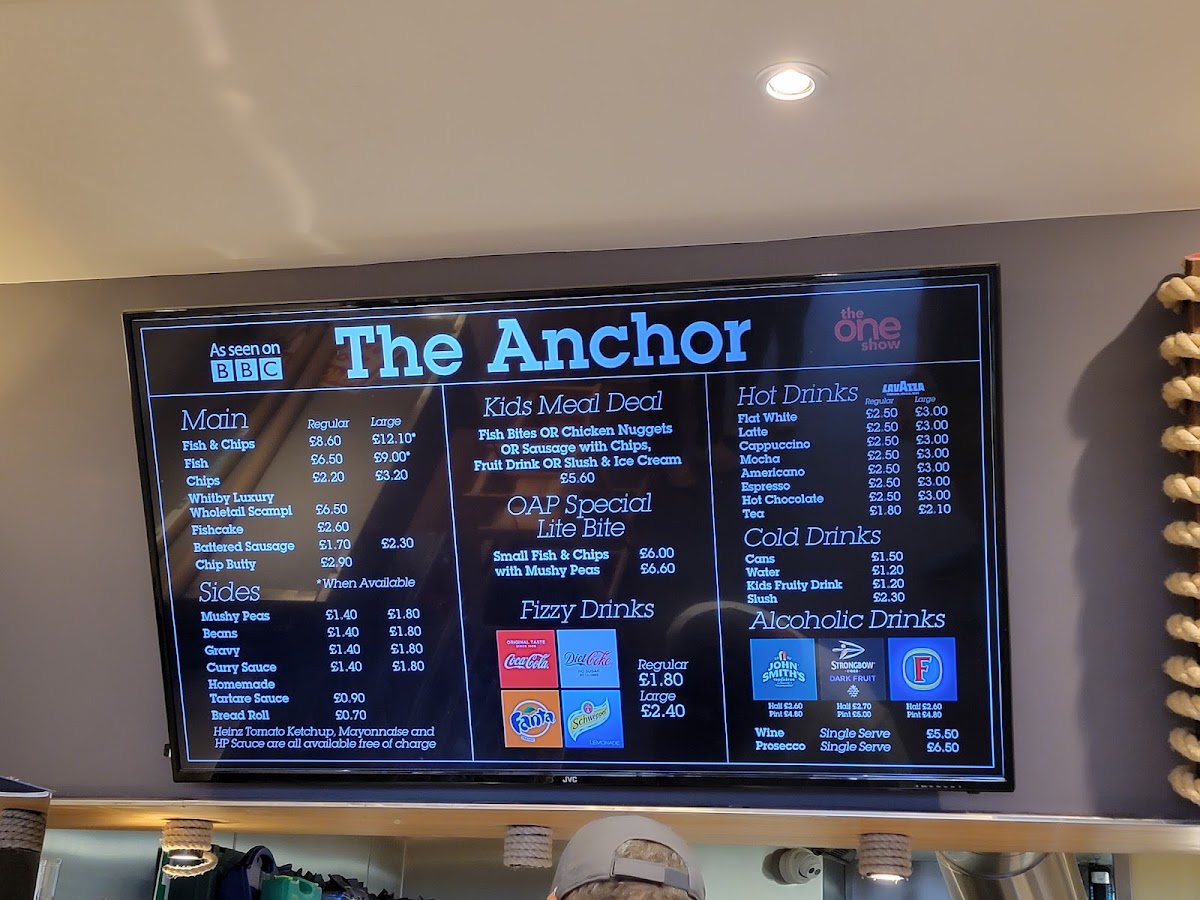 As seen on
BBC
The Anchor
the
one
show
Main
Regular Large
Fish & Chips £8.60 £12.10*
Fish £6.50 £9.00*
Chips £2.20 £3.20
Whitby Luxury
Wholetail Scampi £6.50
Fishcake £2.60
Battered Sausage £1.70 £2.30
Chip Butty £2.90
*When Available
Sides
Mushy Peas £1.40 £1.80
Beans £1.40 £1.80
Gravy £1.40 £1.80
Curry Sauce £1.40 £1.80
Homemade
Tartare Sauce £0.90
Bread Roll £0.70
Heinz Tomato Ketchup, Mayonnaise and
HP Sauce are all available free of charge
Kids Meal Deal
Fish Bites OR Chicken Nuggets
OR Sausage with Chips,
Fruit Drink OR Slush & Ice Cream
£5.60
OAP Special
Lite Bite
Small Fish & Chips £6.00
with Mushy Peas £6.60
Fizzy Drinks
ORIGINAL TASTE
Coca-Cola
Diet Coke
Fanta
Schweppes
LEMONADE
Regular
£1.80
Large
£2.40
Hot Drinks
LAVAZZA
Regular Large
Flat White £2.50 £3.00
Latte £2.50 £3.00
Cappuccino £2.50 £3.00
Mocha £2.50 £3.00
Americano £2.50 £3.00
Espresso £2.50 £3.00
Hot Chocolate £2.50 £3.00
Tea £1.80 £2.10
Cold Drinks
Cans £1.50
Water £1.20
Kids Fruity Drink £1.20
Slush £2.30
Alcoholic Drinks
JOHN
SMITH'S
STRONGBOW
DARK FRUIT
F
Half £2.60
Pint £4.80
Half £2.70
Pint £5.00
Half £2.60
Pint £4.80
Wine Single Serve £5.50
Prosecco Single Serve £6.50
JVC